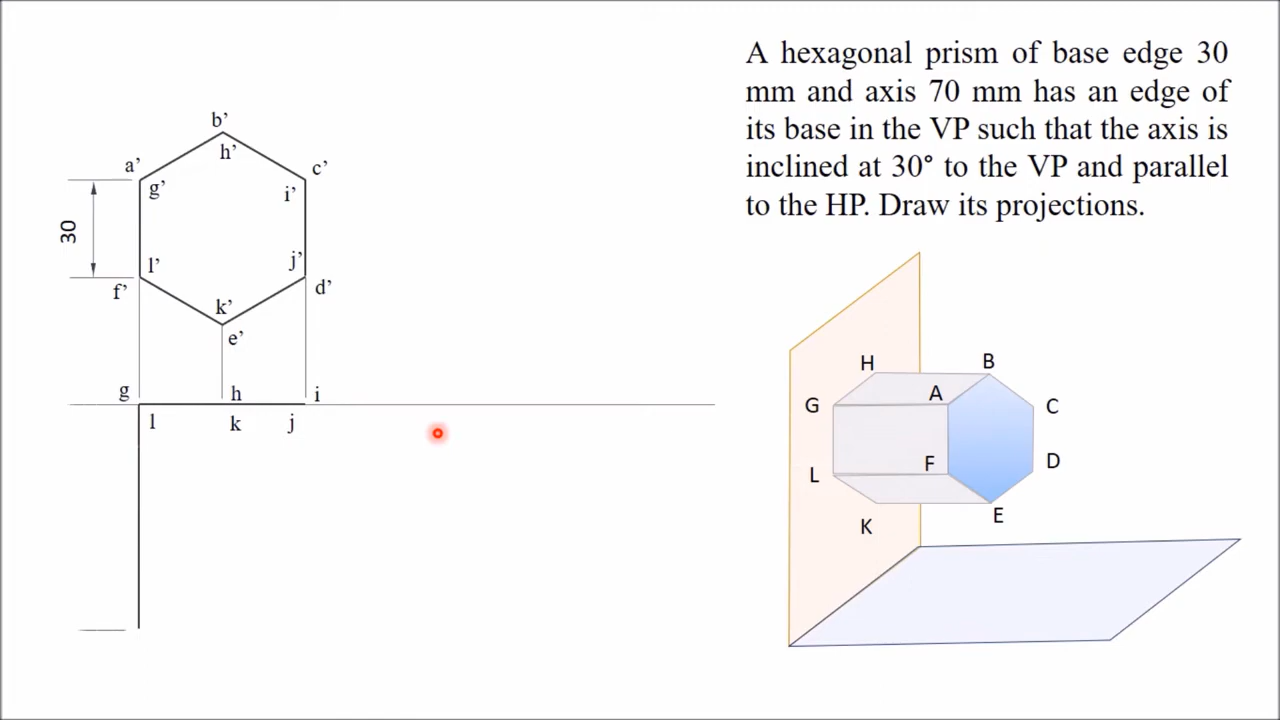 A hexagonal prism of base edge 30
mm and axis 70 mm has an edge of
its base in the VP such that the axis is
inclined at 30° to the VP and parallel
to the HP. Draw its projections.
b’
h’
a’
c’
g’
i’
30
l’
j’
f’
d’
k’
e’
g
h
i
l
k
j
H
B
G
A
C
L
F
D
K
E